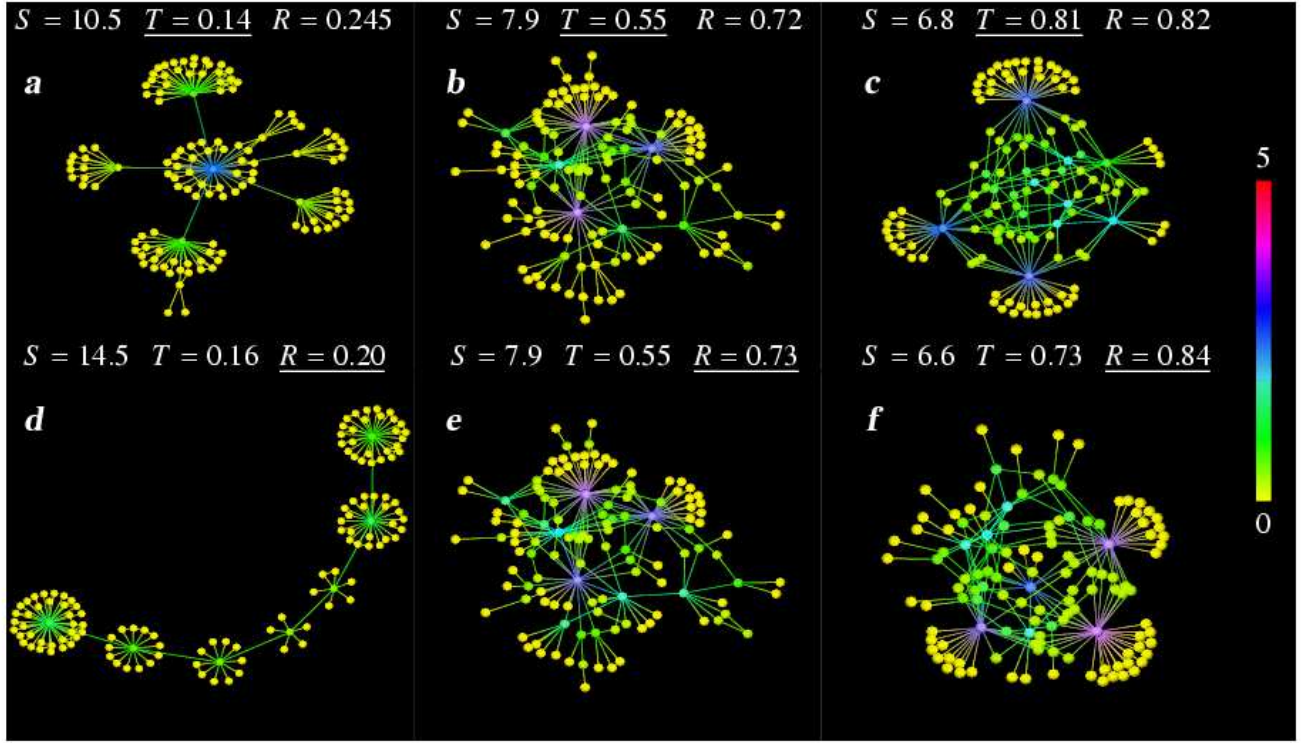 S = 10.5 T = 0.14 R = 0.245
S = 7.9 T = 0.55 R = 0.72
S = 6.8 T = 0.81 R = 0.82
a
b
c
5
S = 14.5 T = 0.16 R = 0.20
S = 7.9 T = 0.55 R = 0.73
S = 6.6 T = 0.73 R = 0.84
d
e
f
0